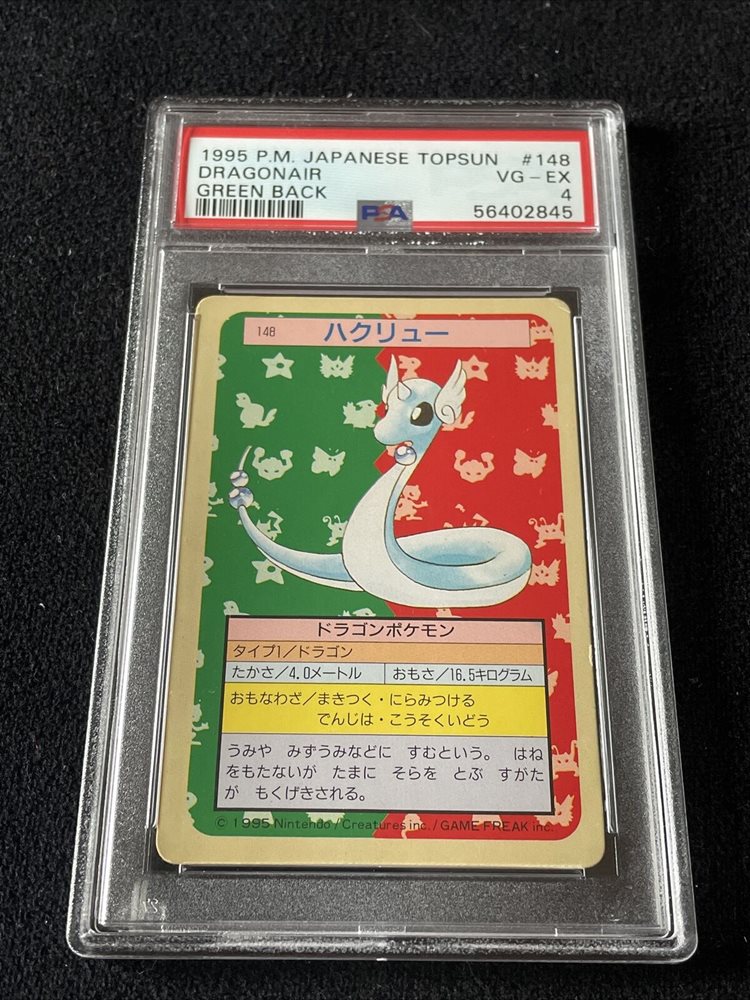 1995 P.M. JAPANESE TOPSUN #148
DRAGONAIR VG-EX
GREEN BACK 4
PSA 56402845
148 ハクリュー
ドラゴンポケモン
タイプ1/ドラゴン
たかさ/4.0メートル おもさ/16.5キログラム
おもなわざ/まきつく・にらみつける
でんじは・こうそくいどう
うみや みずうみなどに すむという。 はね
をもたないが たまに そらを とぶ すがた
が もくげきされる。
© 1995 Nintendo / Creatures inc. / GAME FREAK inc.